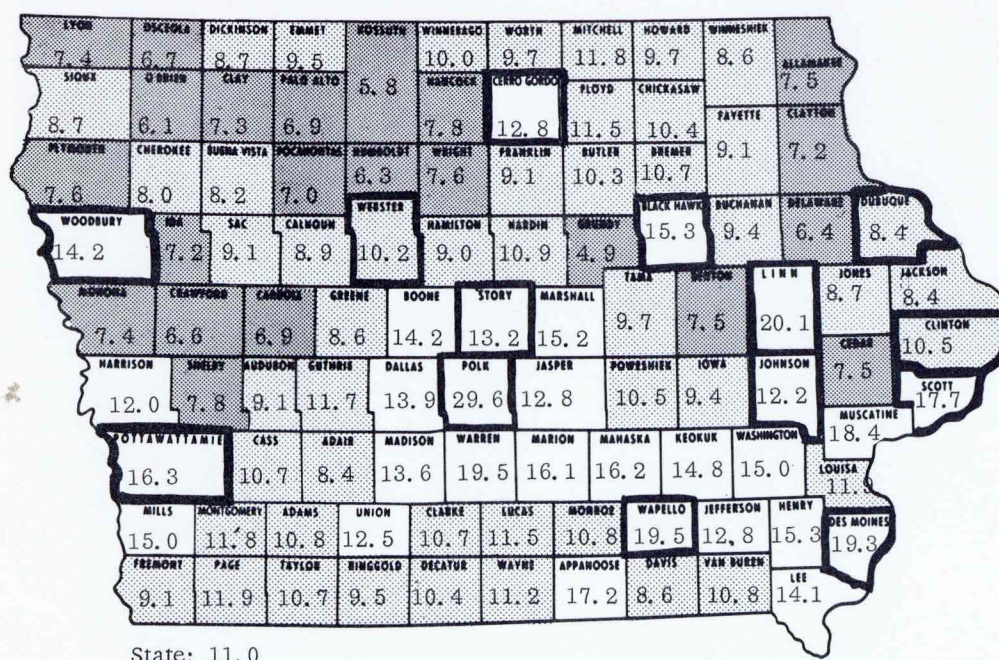 LYON OSCEOLA DICKINSON EMMET KOSSUTH WINNEBAGO WORTH MITCHELL HOWARD WINNESHIEK ALLAMAKEE
7.4 6.7 8.7 9.5 5.8 10.0 9.7 11.8 9.7 8.6 7.5
SIOUX O'BRIEN CLAY PALO ALTO HANCOCK CERRO GORDO FLOYD CHICKASAW FAYETTE CLAYTON
8.7 6.1 7.3 6.9 7.8 12.8 11.5 10.4 9.1 7.2
PLYMOUTH CHEROKEE BUENA VISTA POCAHONTAS HUMBOLDT WRIGHT FRANKLIN BUTLER BREMER
7.6 8.0 8.2 7.0 6.3 7.6 9.1 10.3 10.7
WOODBURY IDA SAC CALHOUN WEBSTER HAMILTON HARDIN GRUNDY BLACK HAWK BUCHANAN DELAWARE DUBUQUE
14.2 7.2 9.1 8.9 10.2 9.0 10.9 4.9 15.3 9.4 6.4 8.4
MONONA CRAWFORD CARROLL GREENE BOONE STORY MARSHALL TAMA BENTON LINN JONES JACKSON
7.4 6.6 6.9 8.6 14.2 13.2 15.2 9.7 7.5 20.1 8.7 8.4
CLINTON
10.5
HARRISON SHELBY AUDUBON GUTHRIE DALLAS POLK JASPER POWESHIEK IOWA JOHNSON CEDAR SCOTT
12.0 7.8 9.1 11.7 13.9 29.6 12.8 10.5 9.4 12.2 7.5 17.7
MUSCATINE
18.4
POTTAWATTAMIE CASS ADAIR MADISON WARREN MARION MAHASKA KEOKUK WASHINGTON LOUISA
16.3 10.7 8.4 13.6 19.5 16.1 16.2 14.8 15.0
MILLS MONTGOMERY ADAMS UNION CLARKE LUCAS MONROE WAPELLO JEFFERSON HENRY DES MOINES
15.0 11.8 10.8 12.5 10.7 11.5 10.8 19.5 12.8 15.3 19.3
FREMONT PAGE TAYLOR RINGGOLD DECATUR WAYNE APPANOOSE DAVIS VAN BUREN LEE
9.1 11.9 10.7 9.5 10.4 11.2 17.2 8.6 10.8 14.1
State: 11.0